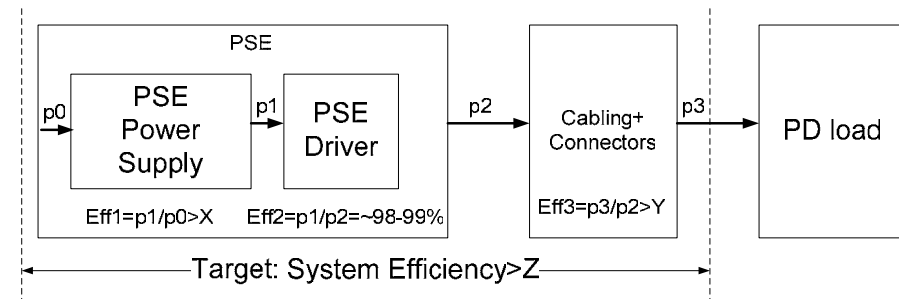 PSE
p0
PSE
Power
Supply
p1
PSE
Driver
p2
Cabling+
Connectors
p3
PD load
Eff1=p1/p0>X
Eff2=p1/p2=~98-99%
Eff3=p3/p2>Y
Target: System Efficiency>Z